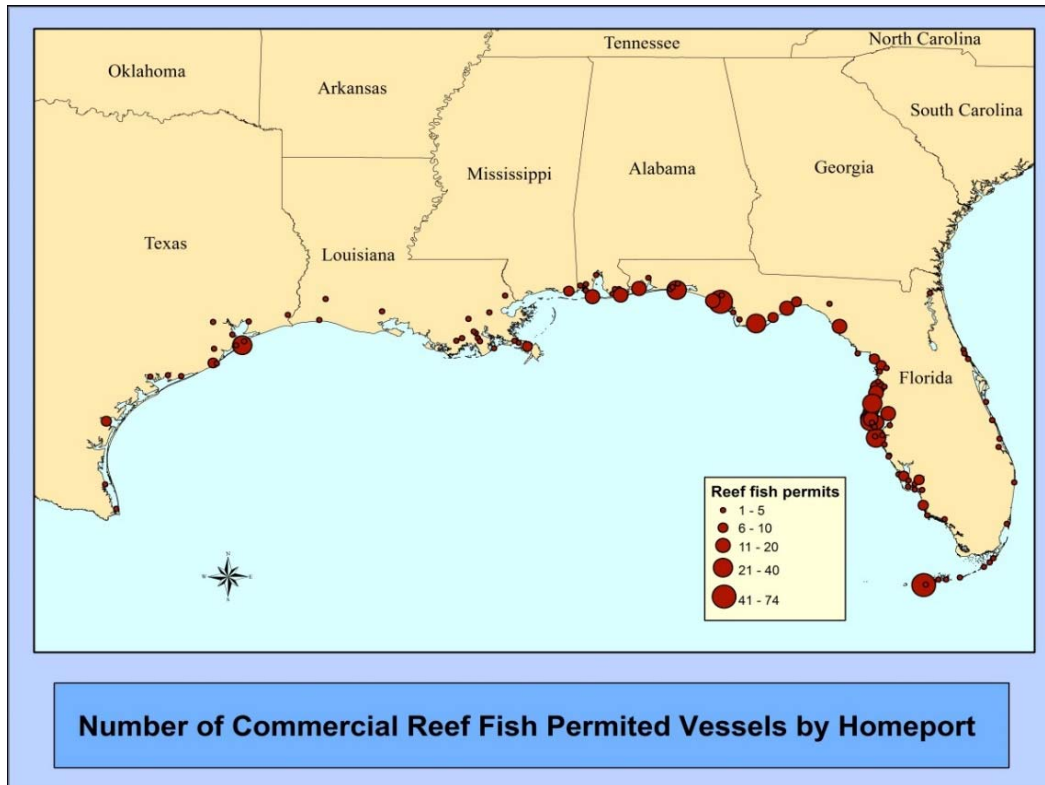 Tennessee
North Carolina
Oklahoma
Arkansas
South Carolina
Mississippi
Alabama
Georgia
Texas
Louisiana
Florida
Reef fish permits
1 - 5
6 - 10
11 - 20
21 - 40
41 - 74
Number of Commercial Reef Fish Permited Vessels by Homeport